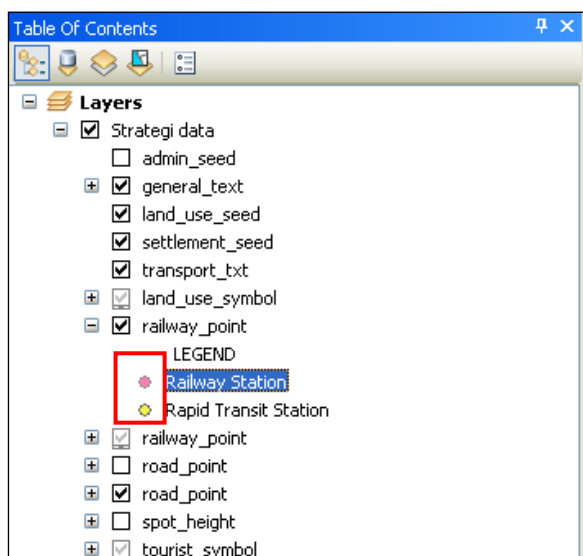 Table Of Contents
Layers
Strategi data
admin_seed
general_text
land_use_seed
settlement_seed
transport_txt
land_use_symbol
railway_point
LEGEND
Railway Station
Rapid Transit Station
railway_point
road_point
road_point
spot_height
tourist_symbol